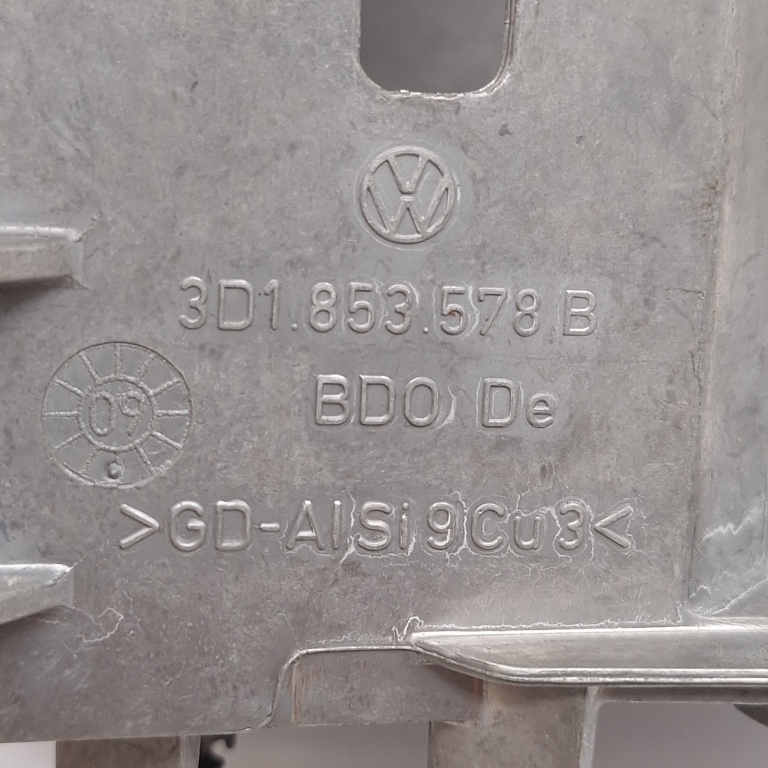 3D1.853.578 B
BDO De
09
>GD-AlSi9Cu3<